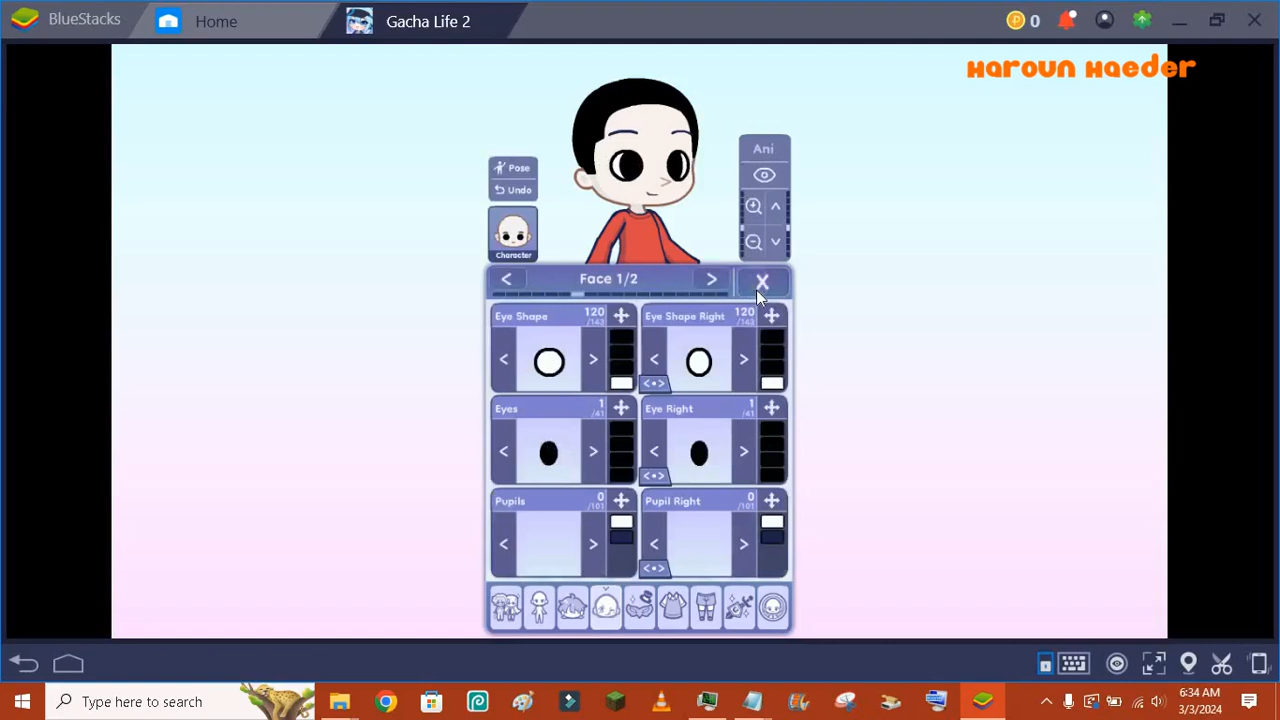 BlueStacks
Home
Gacha Life 2
0
Haroun Haeder
Pose
Undo
Character
Ani
<
Face 1/2
>
X
Eye Shape
120
/143
Eye Shape Right
120
/143
<
>
<
>
<•>
Eyes
1
/41
Eye Right
1
/41
<
>
<
>
<•>
Pupils
0
/101
Pupil Right
0
/101
<
>
<
>
<•>
Type here to search
6:34 AM
3/3/2024